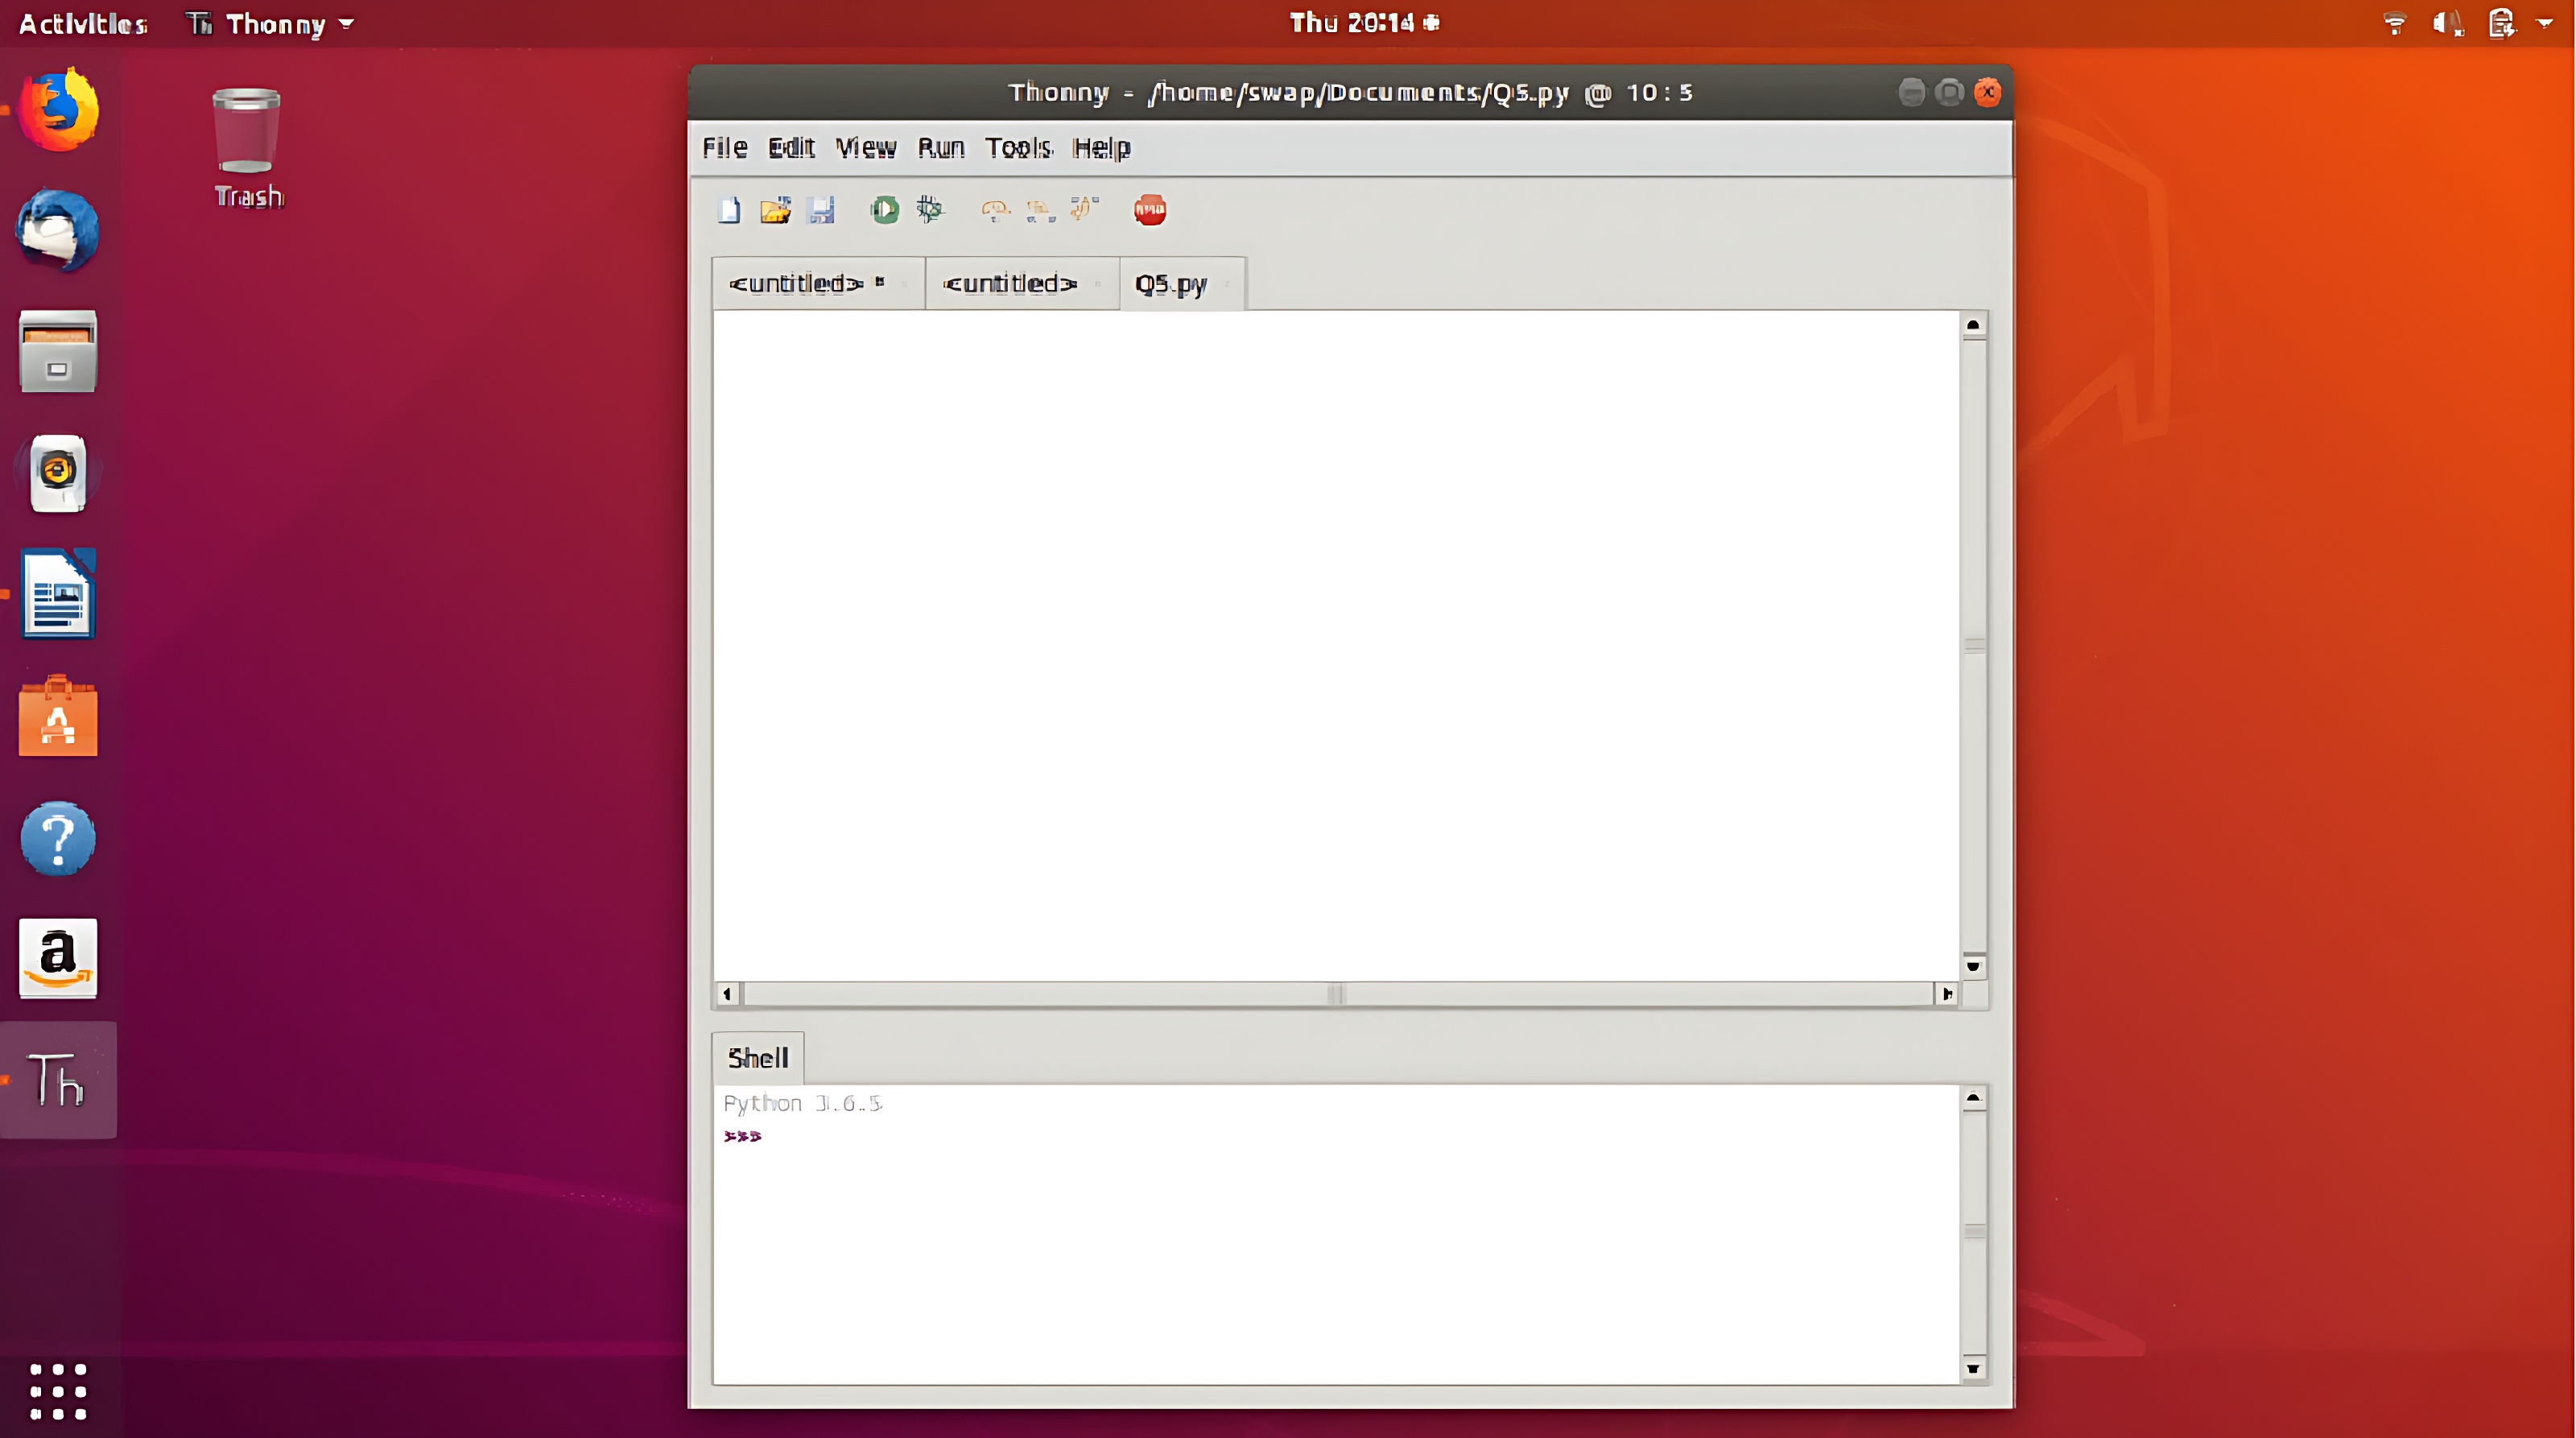 Activities Thonny Thu 20:14
Trash
Thonny - /home/swap/Documents/Q5.py @ 10 : 5
File Edit View Run Tools Help
<untitled> * <untitled> Q5.py
Shell
Python 3.6.5
>>>
A
?
a
Th